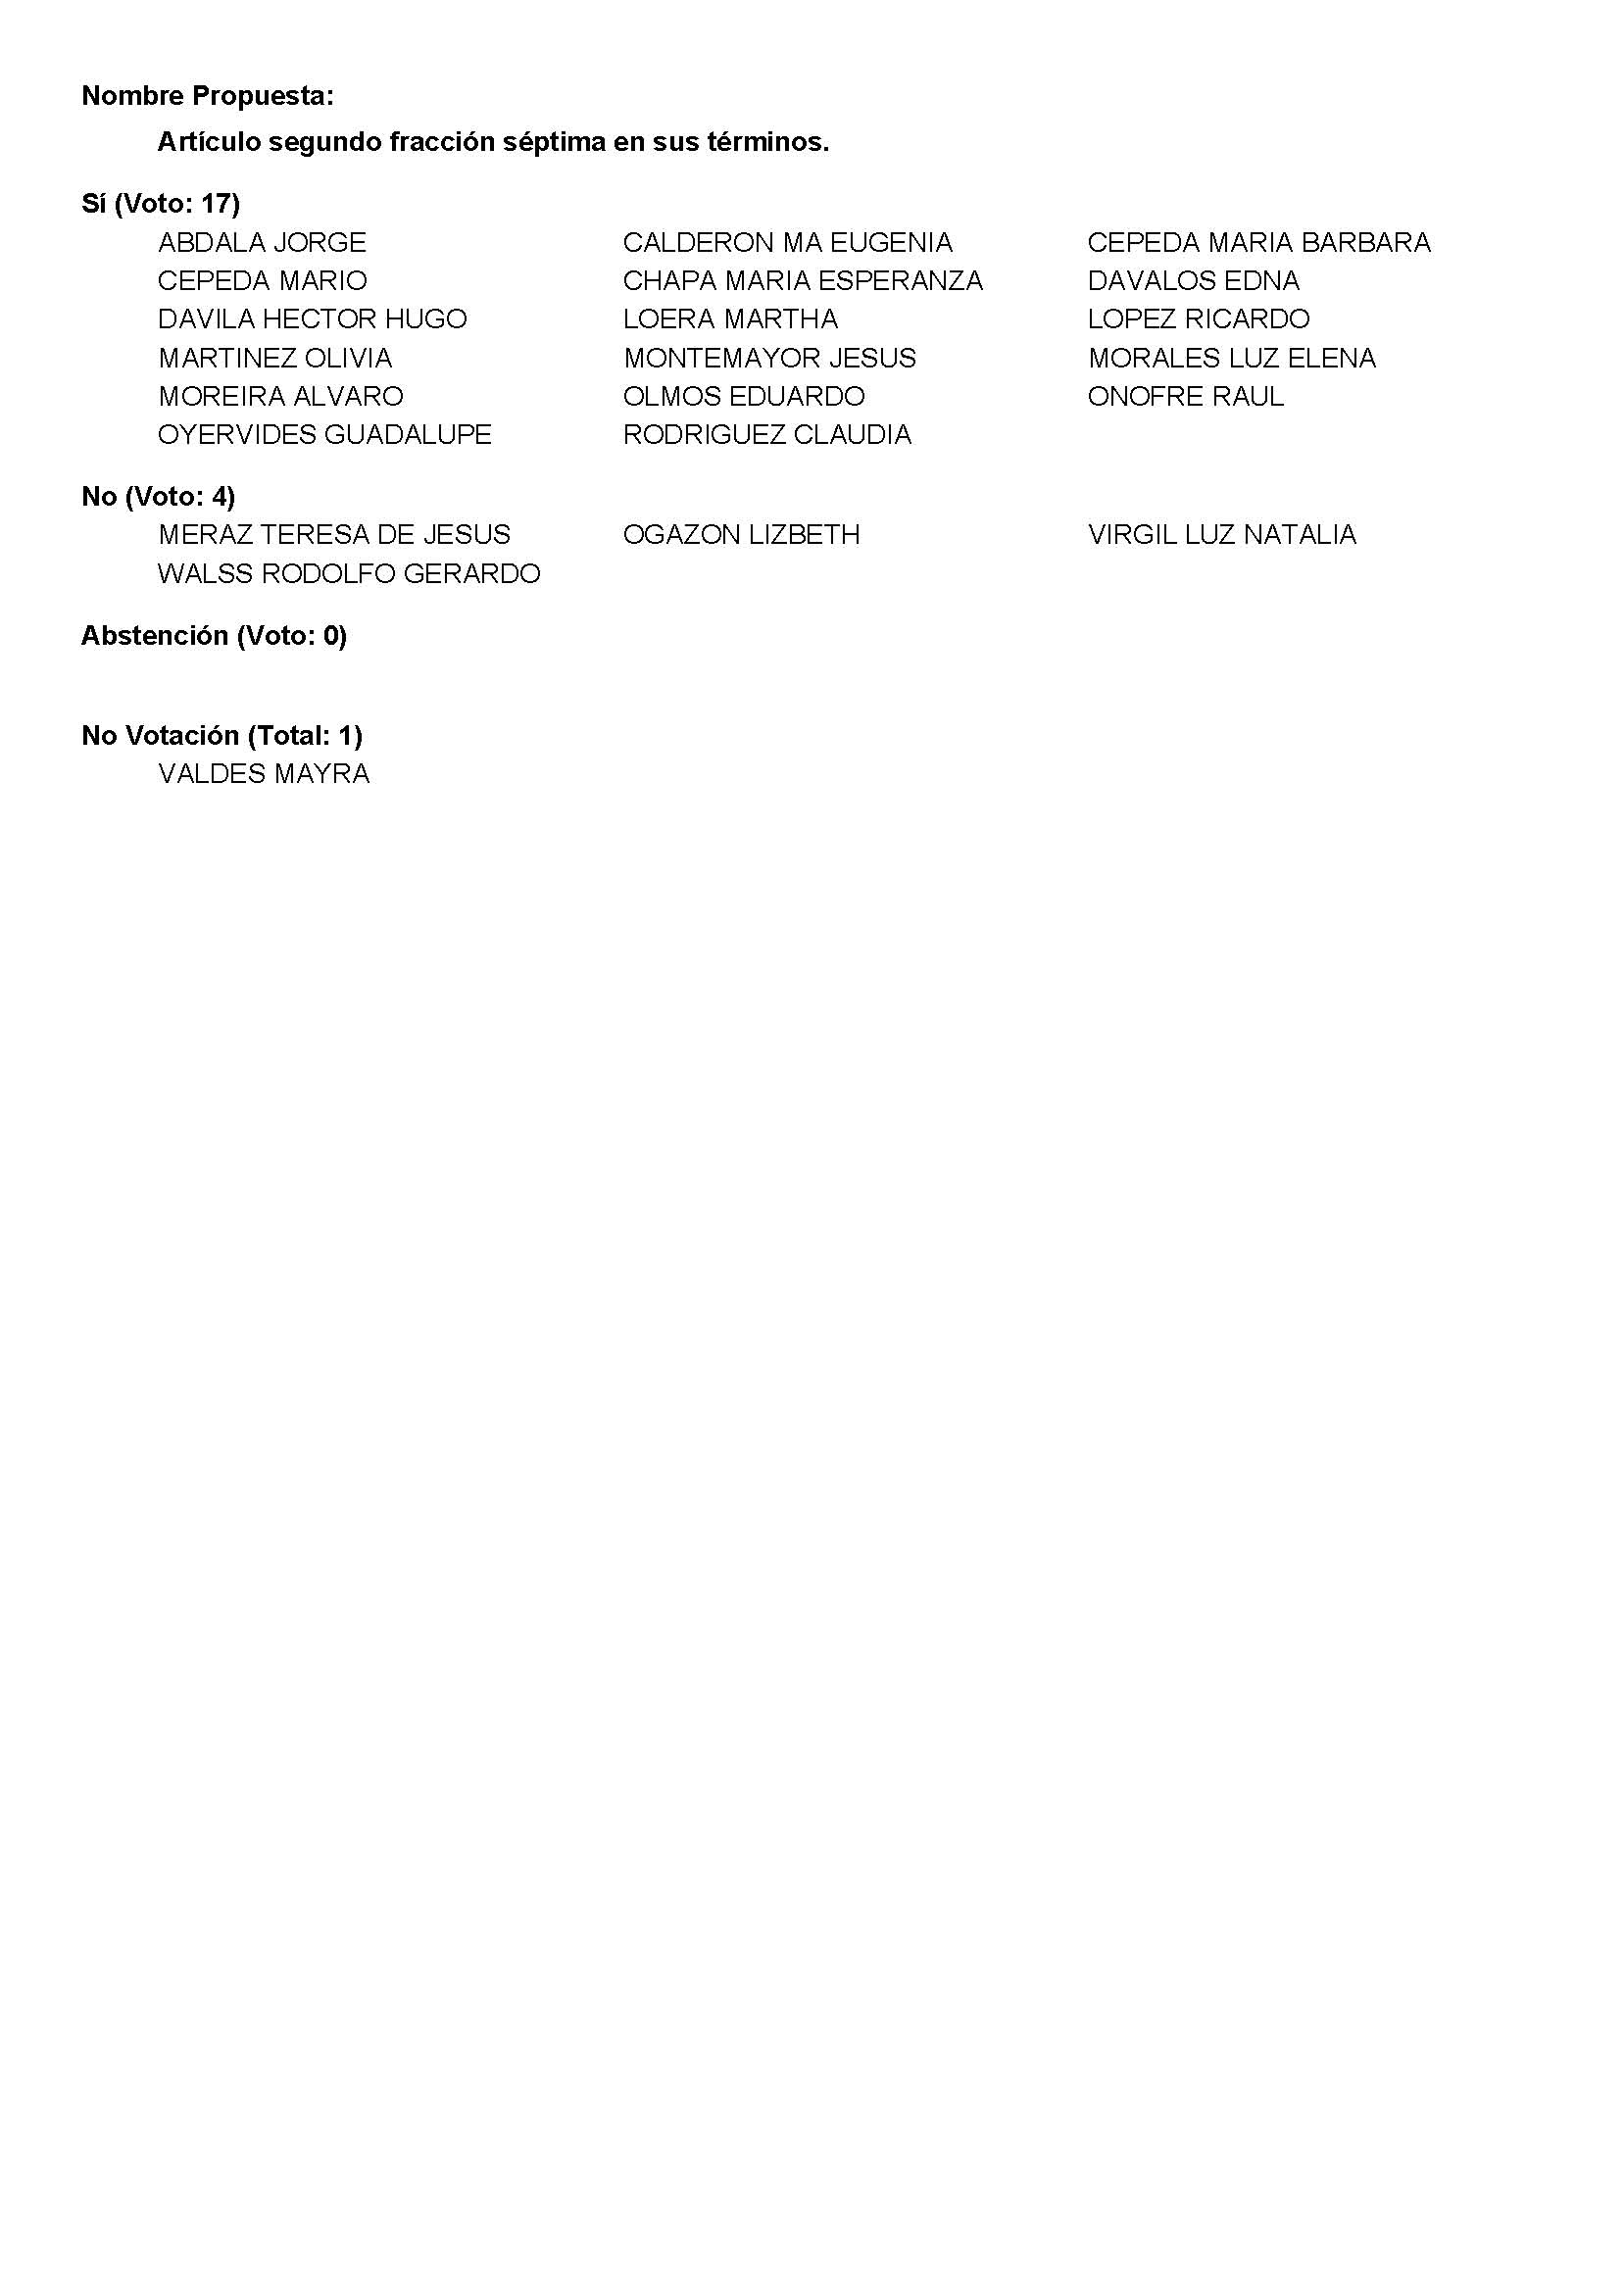 Nombre Propuesta:
Artículo segundo fracción séptima en sus términos.
Sí (Voto: 17)
ABDALA JORGE CALDERON MA EUGENIA CEPEDA MARIA BARBARA
CEPEDA MARIO CHAPA MARIA ESPERANZA DAVALOS EDNA
DAVILA HECTOR HUGO LOERA MARTHA LOPEZ RICARDO
MARTINEZ OLIVIA MONTEMAYOR JESUS MORALES LUZ ELENA
MOREIRA ALVARO OLMOS EDUARDO ONOFRE RAUL
OYERVIDES GUADALUPE RODRIGUEZ CLAUDIA
No (Voto: 4)
MERAZ TERESA DE JESUS OGAZON LIZBETH VIRGIL LUZ NATALIA
WALSS RODOLFO GERARDO
Abstención (Voto: 0)
No Votación (Total: 1)
VALDES MAYRA